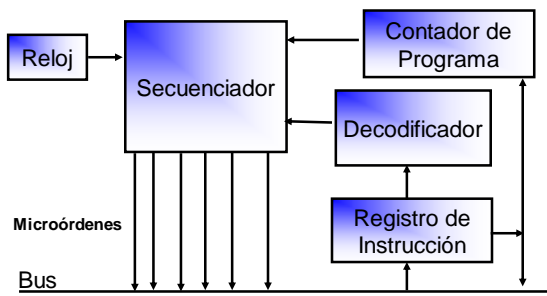 Reloj
Secuenciador
Contador de
Programa
Decodificador
Microórdenes
Registro de
Instrucción
Bus